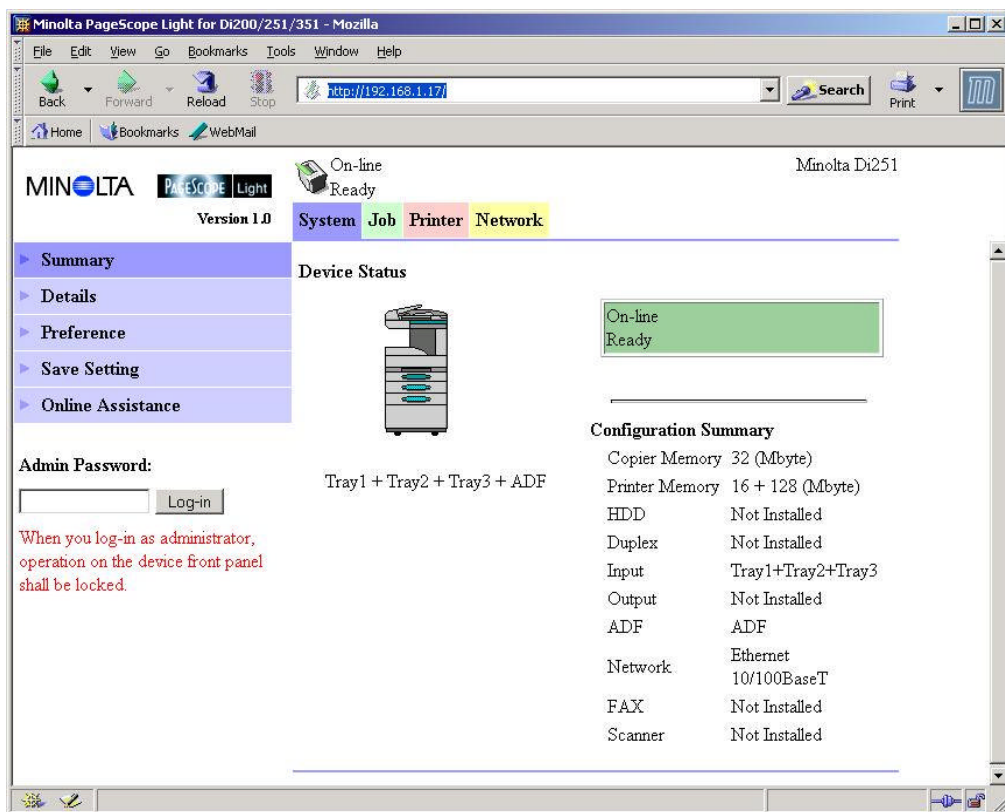 Minolta PageScope Light for Di200/251/351 - Mozilla
File Edit View Go Bookmarks Tools Window Help
Back Forward Reload Stop http://192.168.1.17/ Search Print
Home Bookmarks WebMail
MINOLTA PAGESCOPE Light
Version 1.0
On-line
Ready
Minolta Di251
System Job Printer Network
Summary
Details
Preference
Save Setting
Online Assistance
Admin Password:
Log-in
When you log-in as administrator,
operation on the device front panel
shall be locked.
Device Status
Tray1 + Tray2 + Tray3 + ADF
On-line
Ready
Configuration Summary
Copier Memory 32 (Mbyte)
Printer Memory 16 + 128 (Mbyte)
HDD Not Installed
Duplex Not Installed
Input Tray1+Tray2+Tray3
Output Not Installed
ADF ADF
Network Ethernet
10/100BaseT
FAX Not Installed
Scanner Not Installed